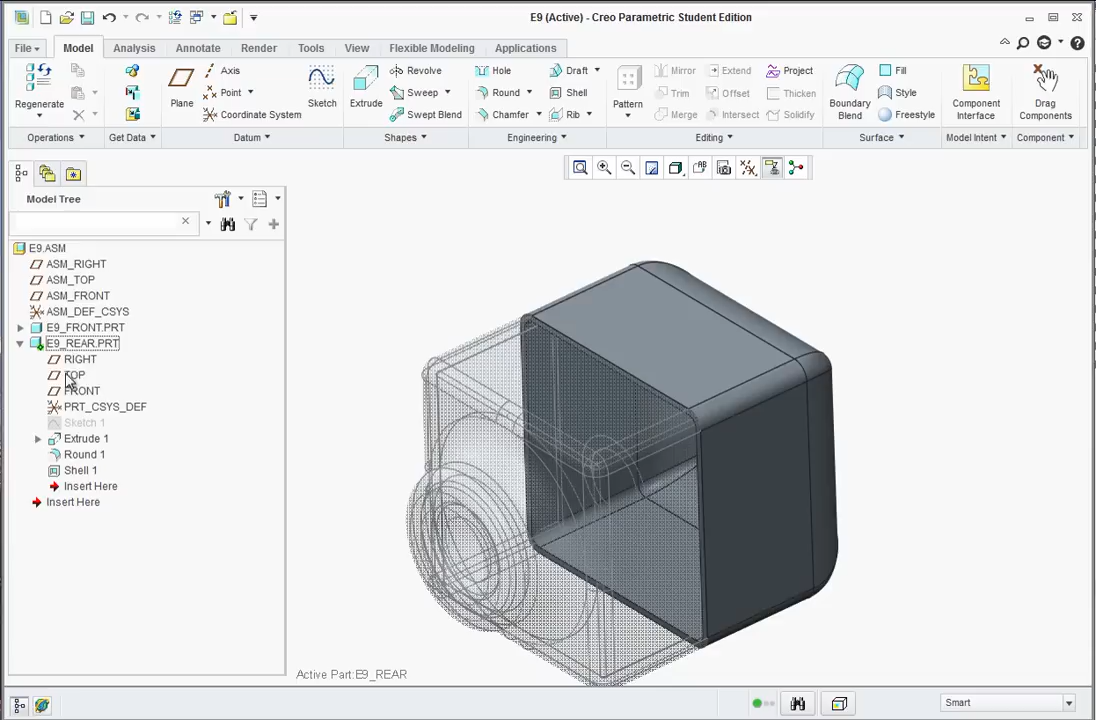 E9 (Active) - Creo Parametric Student Edition
File Model Analysis Annotate Render Tools View Flexible Modeling Applications
Regenerate
Operations
Get Data
Plane
Axis
Point
Coordinate System
Sketch
Datum
Extrude
Revolve
Sweep
Swept Blend
Shapes
Hole
Round
Chamfer
Draft
Shell
Rib
Engineering
Pattern
Mirror
Trim
Merge
Extend
Offset
Intersect
Project
Thicken
Solidify
Editing
Boundary
Blend
Fill
Style
Freestyle
Surface
Component
Interface
Model Intent
Drag
Components
Component
Model Tree
E9.ASM
ASM_RIGHT
ASM_TOP
ASM_FRONT
ASM_DEF_CSYS
E9_FRONT.PRT
E9_REAR.PRT
RIGHT
TOP
FRONT
PRT_CSYS_DEF
Sketch 1
Extrude 1
Round 1
Shell 1
Insert Here
Insert Here
Active Part:E9_REAR
Smart